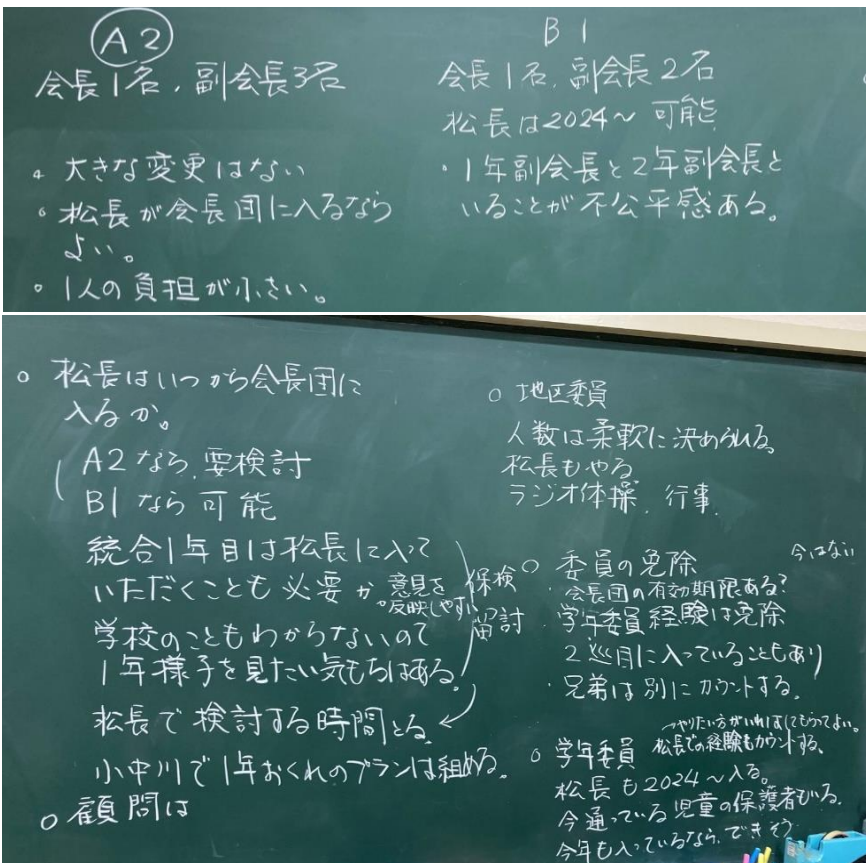 A2
会長1名、副会長3名
。大きな変更はない
。松長が会長団に入るなら
よい。
。1人の負担が小さい。
B1
会長1名、副会長2名
松長は2024〜 可能
・1年副会長と2年副会長と
いることが不公平感ある。
○ 松長はいつから会長団に
入るか。
A2なら、要検討
B1なら可能
統合1年目は松長に入って
いただくことも必要か
意見を
反映しやすい
学校のこともわからないので
1年様子を見たい気もちはある。
保留
検討
松長で検討する時間とる。
小中川で1年おくれのプランは組める。
○ 顧問は
○ 地区委員
人数は柔軟に決められる。
松長もやる
ラジオ体操、行事
○ 委員の免除
今はない
・会長団の有効期限ある?
・学年委員経験は免除
2巡目に入っていることもあり
・兄弟は別にカウントする。
○ 学年委員
やりたい方がいればしてもらってよい。
松長での経験もカウントする、
松長も2024〜入る。
今通っている児童の保護者もいる。
今年も入っているなら、できそう